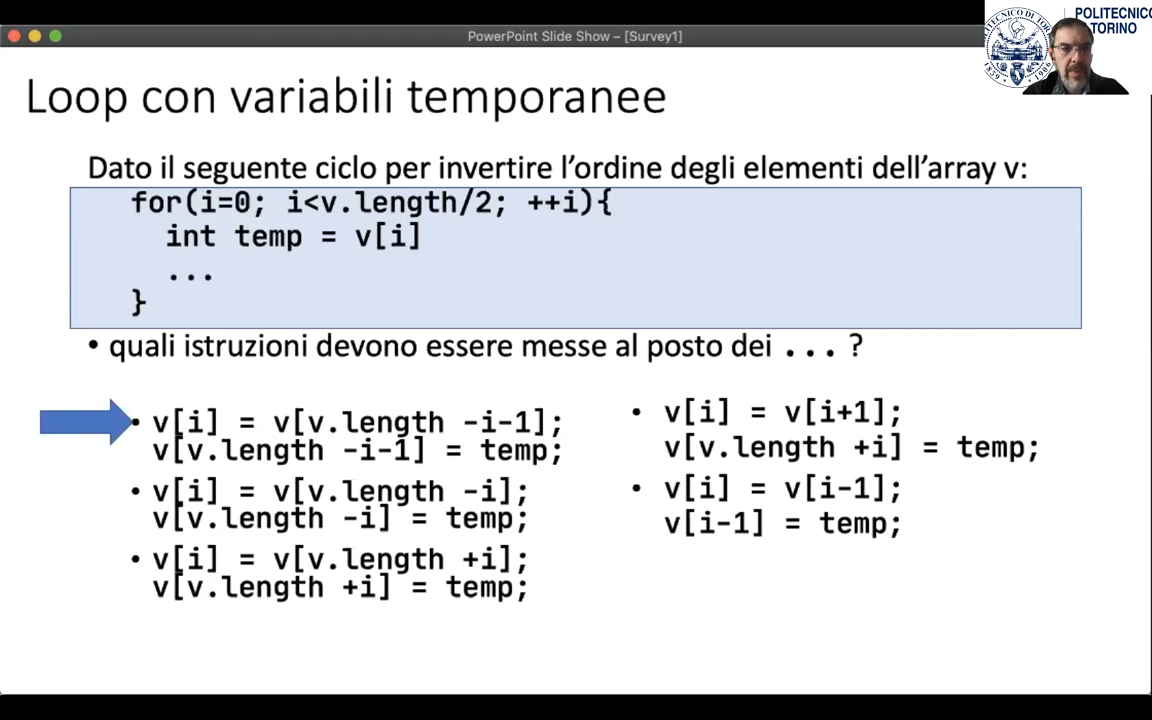 PowerPoint Slide Show – [Survey1]
POLITECNICO
TORINO
1859
1906
Loop con variabili temporanee
Dato il seguente ciclo per invertire l’ordine degli elementi dell’array v:
for(i=0; i<v.length/2; ++i){
int temp = v[i]
...
}
• quali istruzioni devono essere messe al posto dei ... ?
• v[i] = v[v.length -i-1];
v[v.length -i-1] = temp;
• v[i] = v[v.length -i];
v[v.length -i] = temp;
• v[i] = v[v.length +i];
v[v.length +i] = temp;
• v[i] = v[i+1];
v[v.length +i] = temp;
• v[i] = v[i-1];
v[i-1] = temp;